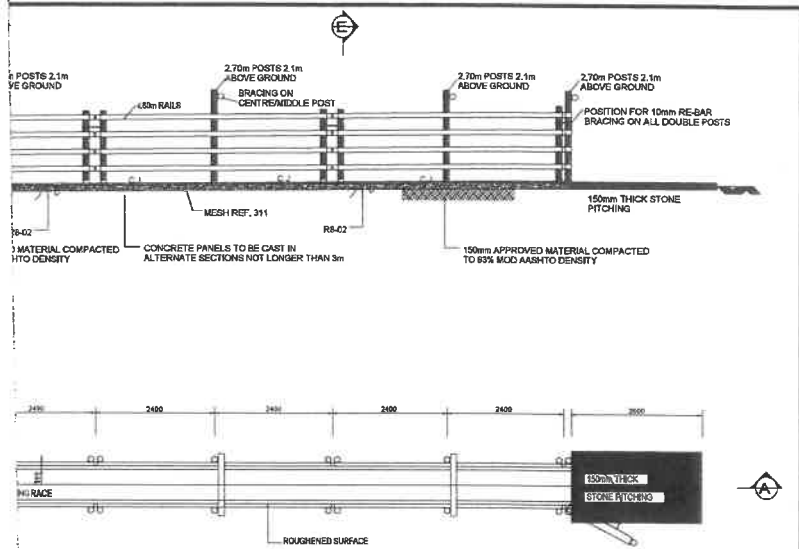 E
m POSTS 2.1m
VE GROUND
2,70m POSTS 2.1m
ABOVE GROUND
BRACING ON
CENTRE/MIDDLE POST
2,70m POSTS 2.1m
ABOVE GROUND
2,70m POSTS 2.1m
ABOVE GROUND
4,80m RAILS
POSITION FOR 10mm RE-BAR
BRACING ON ALL DOUBLE POSTS
MESH REF. 311
R8-02
R8-02
150mm THICK STONE
PITCHING
MATERIAL COMPACTED
HTO DENSITY
CONCRETE PANELS TO BE CAST IN
ALTERNATE SECTIONS NOT LONGER THAN 3m
150mm APPROVED MATERIAL COMPACTED
TO 93% MOD AASHTO DENSITY
2400
2400
2400
2400
2400
NG RACE
150mm THICK
STONE PITCHING
A
ROUGHENED SURFACE